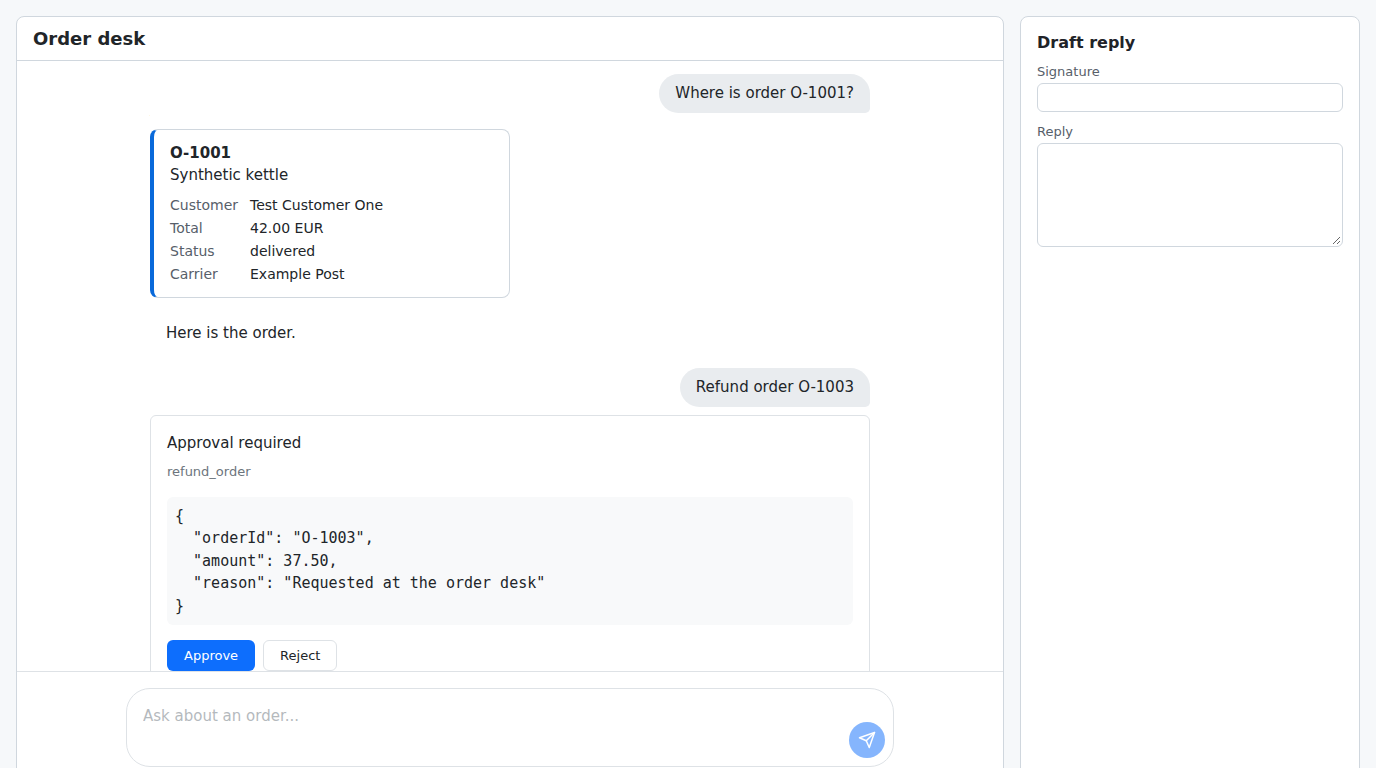 Order desk
Where is order O-1001?
O-1001
Synthetic kettle
Customer Test Customer One
Total 42.00 EUR
Status delivered
Carrier Example Post
Here is the order.
Refund order O-1003
Approval required
refund_order
{
  "orderId": "O-1003",
  "amount": 37.50,
  "reason": "Requested at the order desk"
}
Approve Reject
Ask about an order...
Draft reply
Signature
Reply